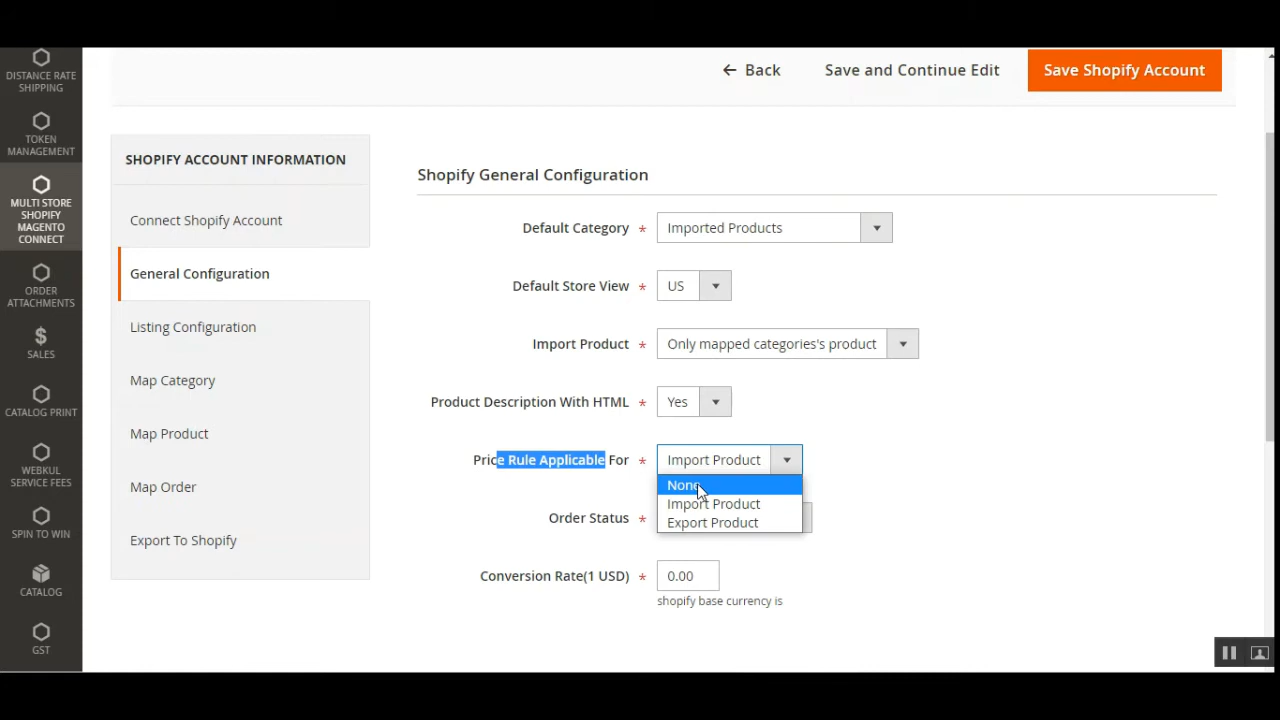 DISTANCE RATE
SHIPPING
TOKEN
MANAGEMENT
MULTI STORE
SHOPIFY
MAGENTO
CONNECT
ORDER
ATTACHMENTS
$
SALES
CATALOG PRINT
WEBKUL
SERVICE FEES
SPIN TO WIN
CATALOG
GST
← Back
Save and Continue Edit
Save Shopify Account
SHOPIFY ACCOUNT INFORMATION
Connect Shopify Account
General Configuration
Listing Configuration
Map Category
Map Product
Map Order
Export To Shopify
Shopify General Configuration
Default Category * Imported Products
Default Store View * US
Import Product * Only mapped categories's product
Product Description With HTML * Yes
Price Rule Applicable For * Import Product
None
Import Product
Export Product
Order Status *
Conversion Rate(1 USD) * 0.00
shopify base currency is